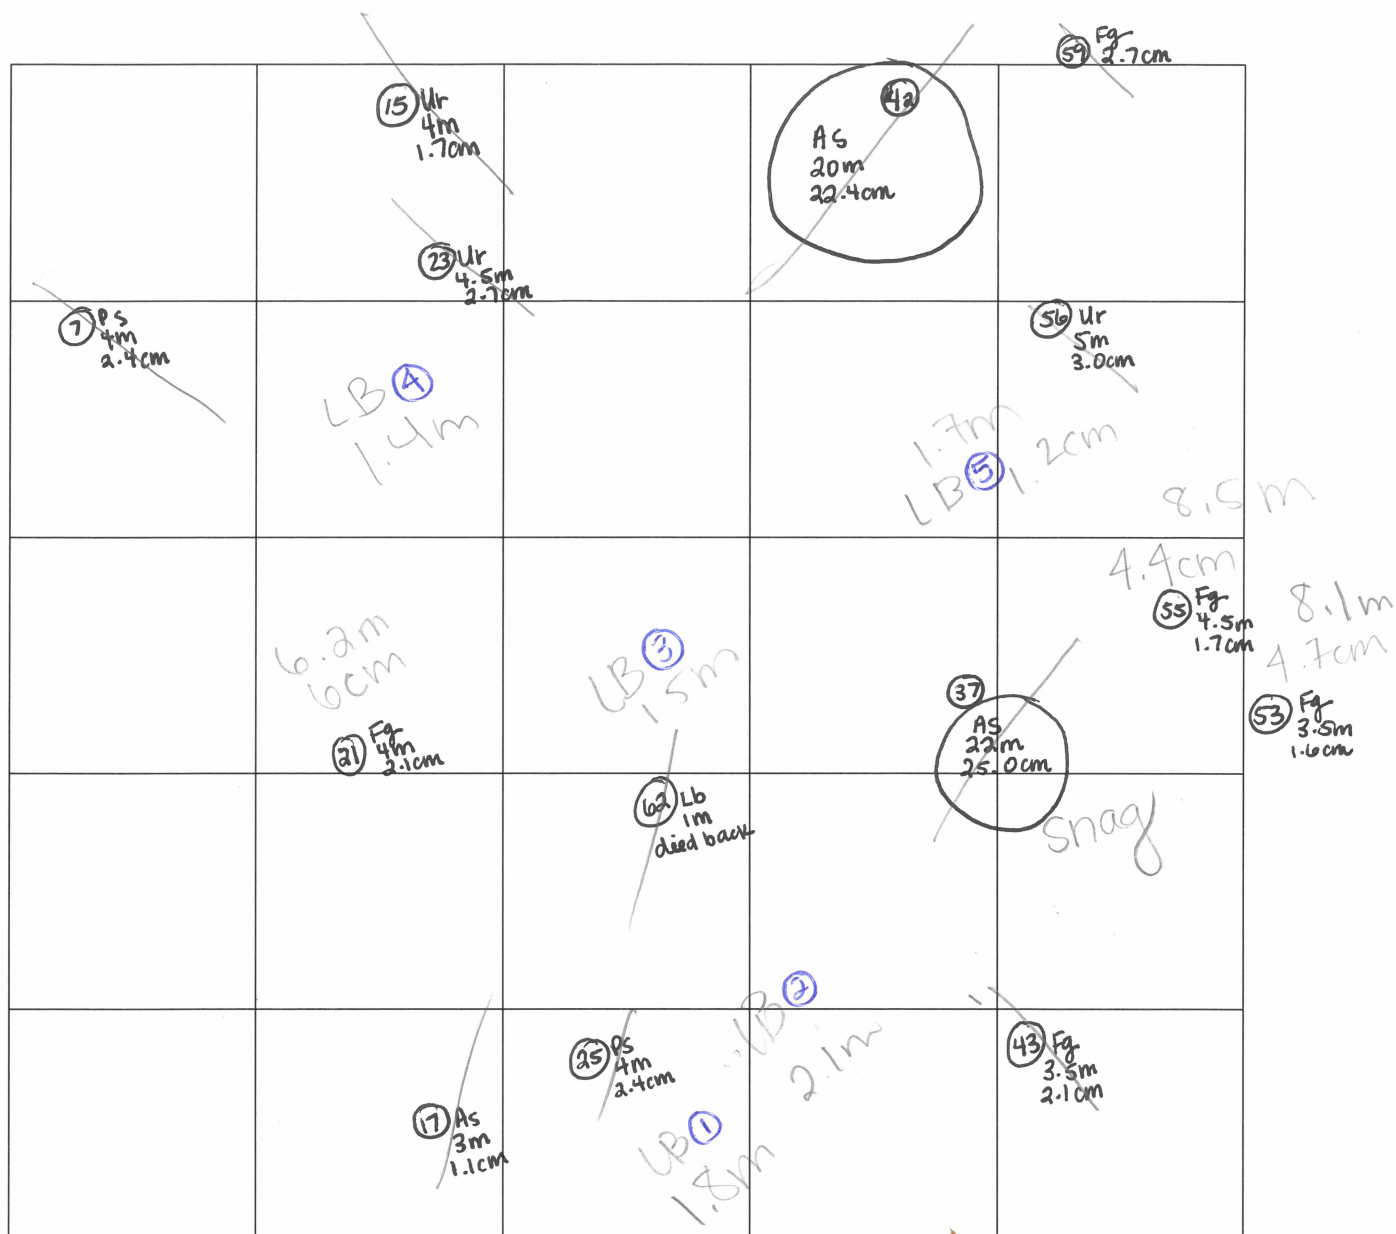 59 Fg
2.7cm
15 Ur
4m
1.7cm
42
As
20m
22.4cm
23 Ur
4.5m
2.7cm
7 Ps
4m
2.4cm
56 Ur
5m
3.0cm
LB 4
1.4m
1.7m
LB 5 1.2cm
8.5m
4.4cm
55 Fg
4.5m
1.7cm
8.1m
4.7cm
53 Fg
3.5m
1.6cm
6.2m
6cm
21 Fg
4m
2.1cm
LB 3
1.5m
37
As
22m
25.0cm
snag
62 Lb
1m
died back
LB 2
2.1m
25 Ps
4m
2.4cm
43 Fg
3.5m
2.1cm
17 As
3m
1.1cm
LB 1
1.8m